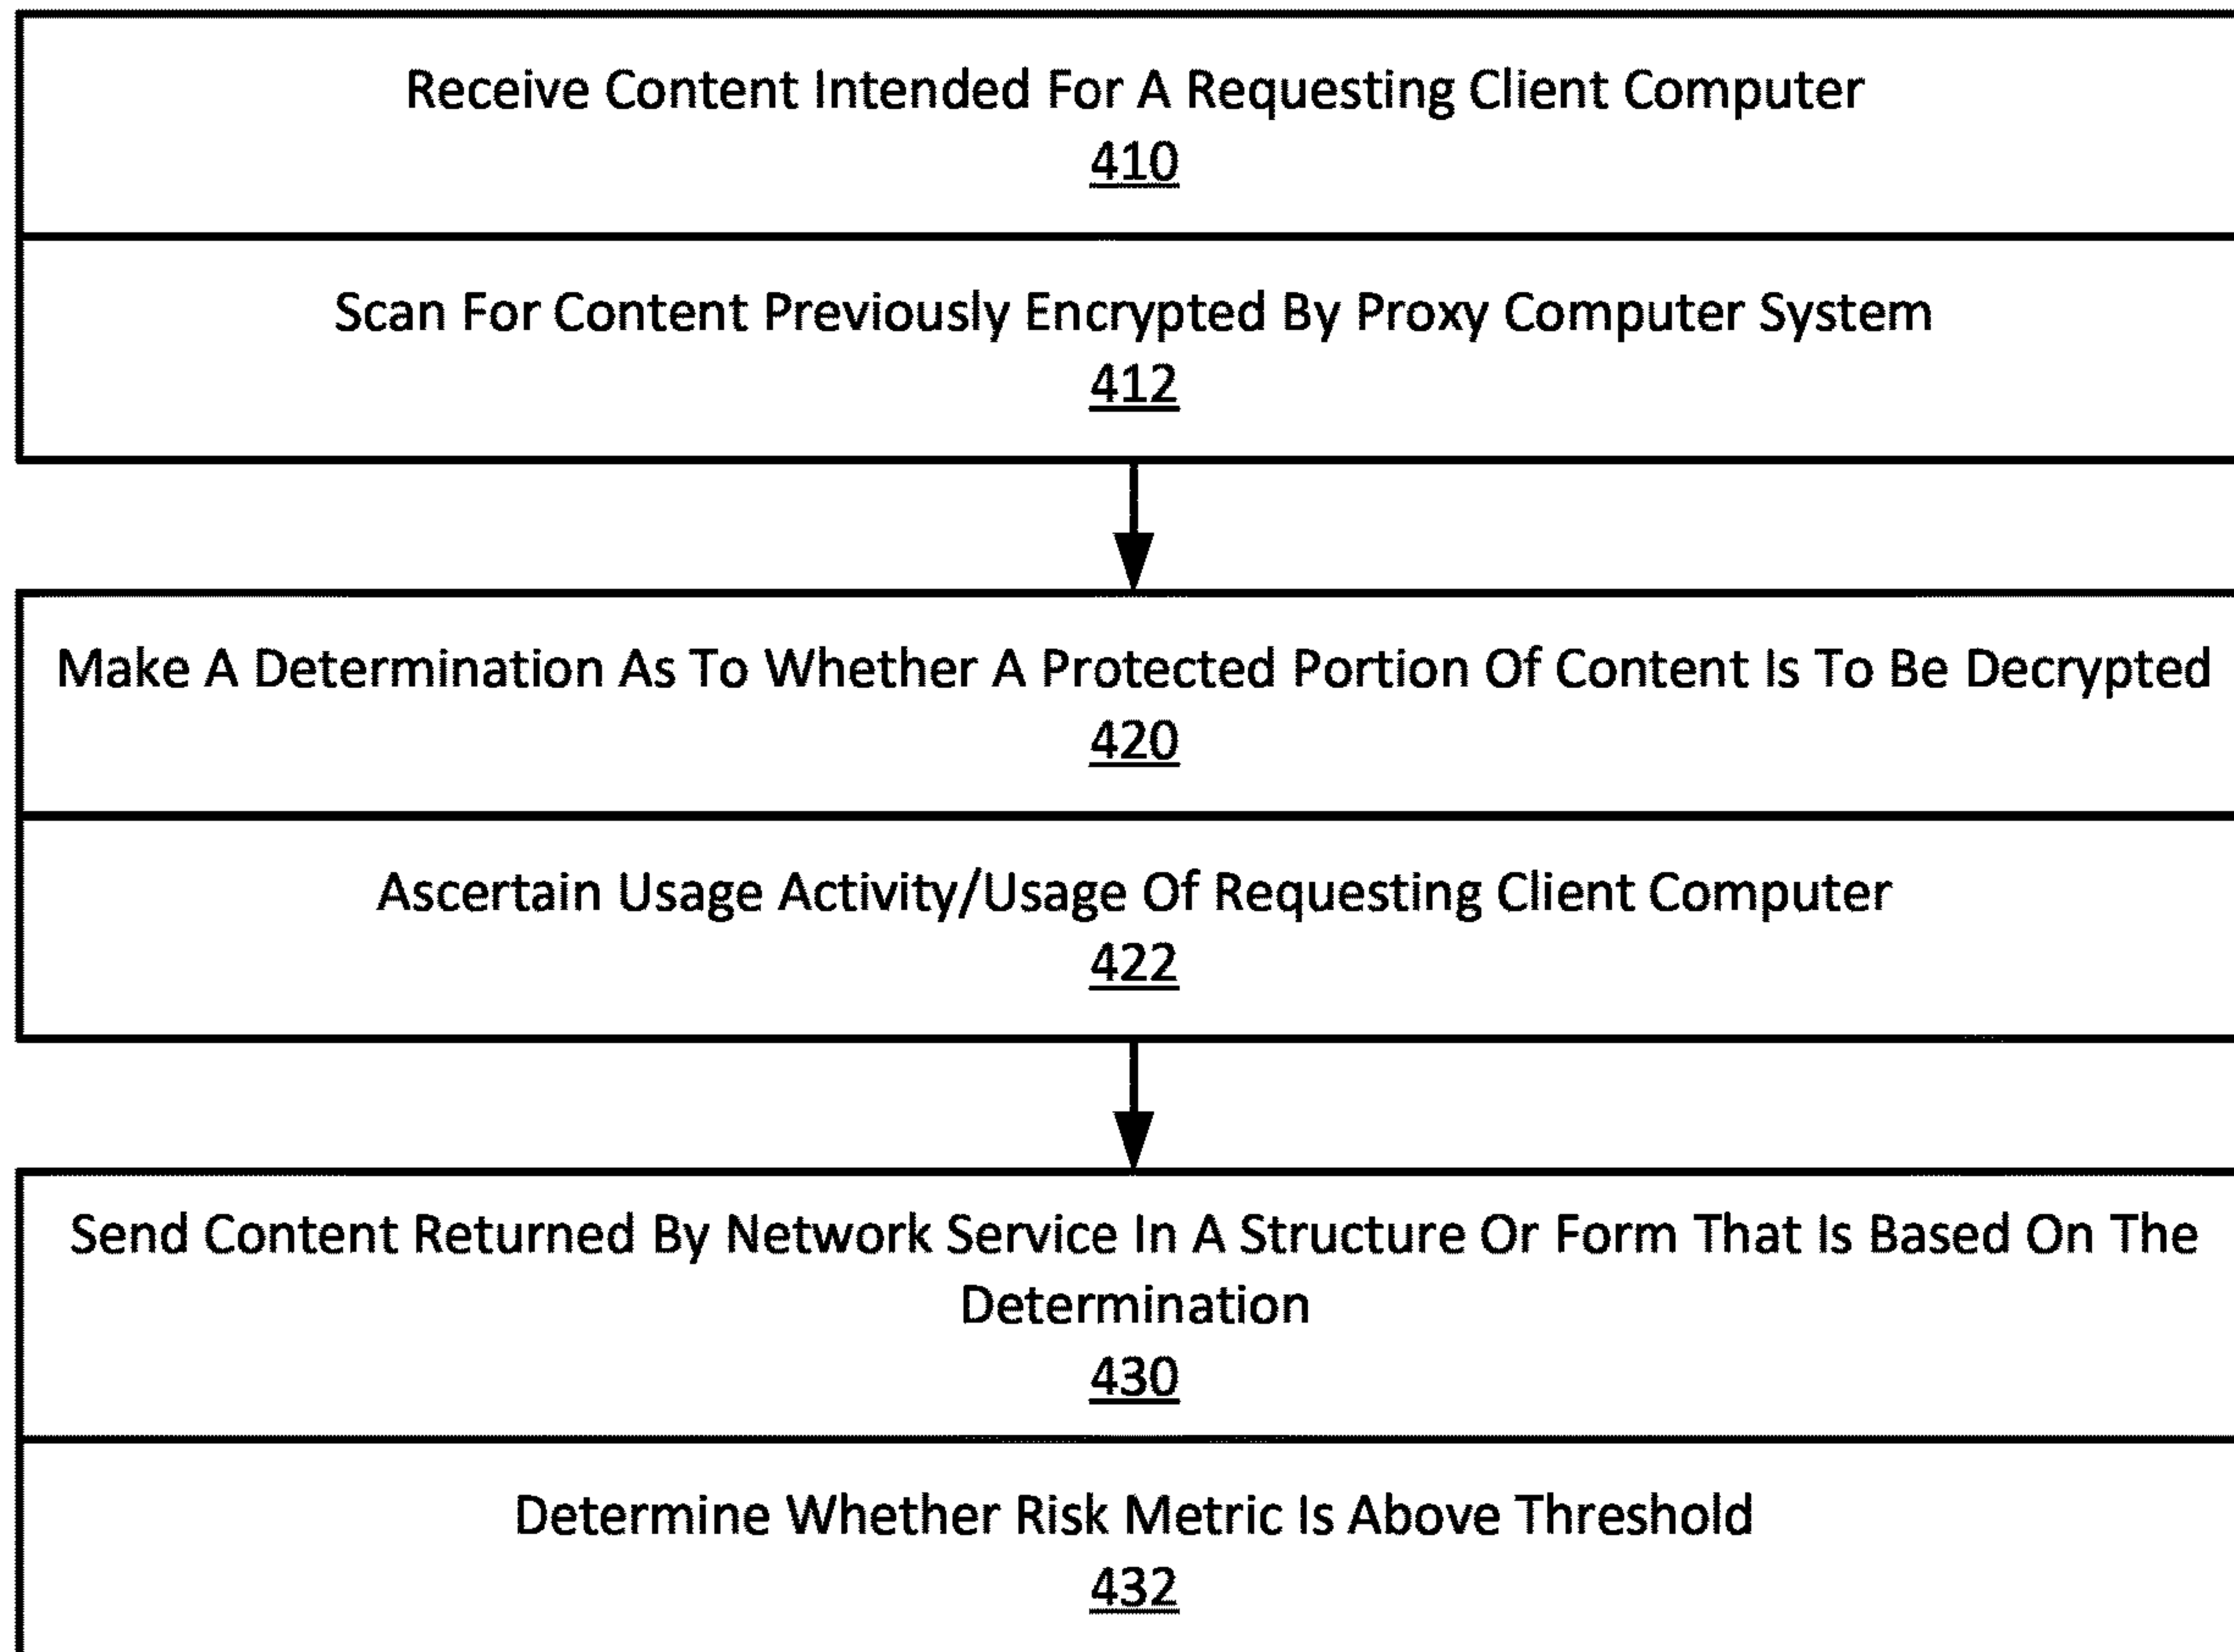 Receive Content Intended For A Requesting Client Computer
410
Scan For Content Previously Encrypted By Proxy Computer System
412
Make A Determination As To Whether A Protected Portion Of Content Is To Be Decrypted
420
Ascertain Usage Activity/Usage Of Requesting Client Computer
422
Send Content Returned By Network Service In A Structure Or Form That Is Based On The
Determination
430
Determine Whether Risk Metric Is Above Threshold
432